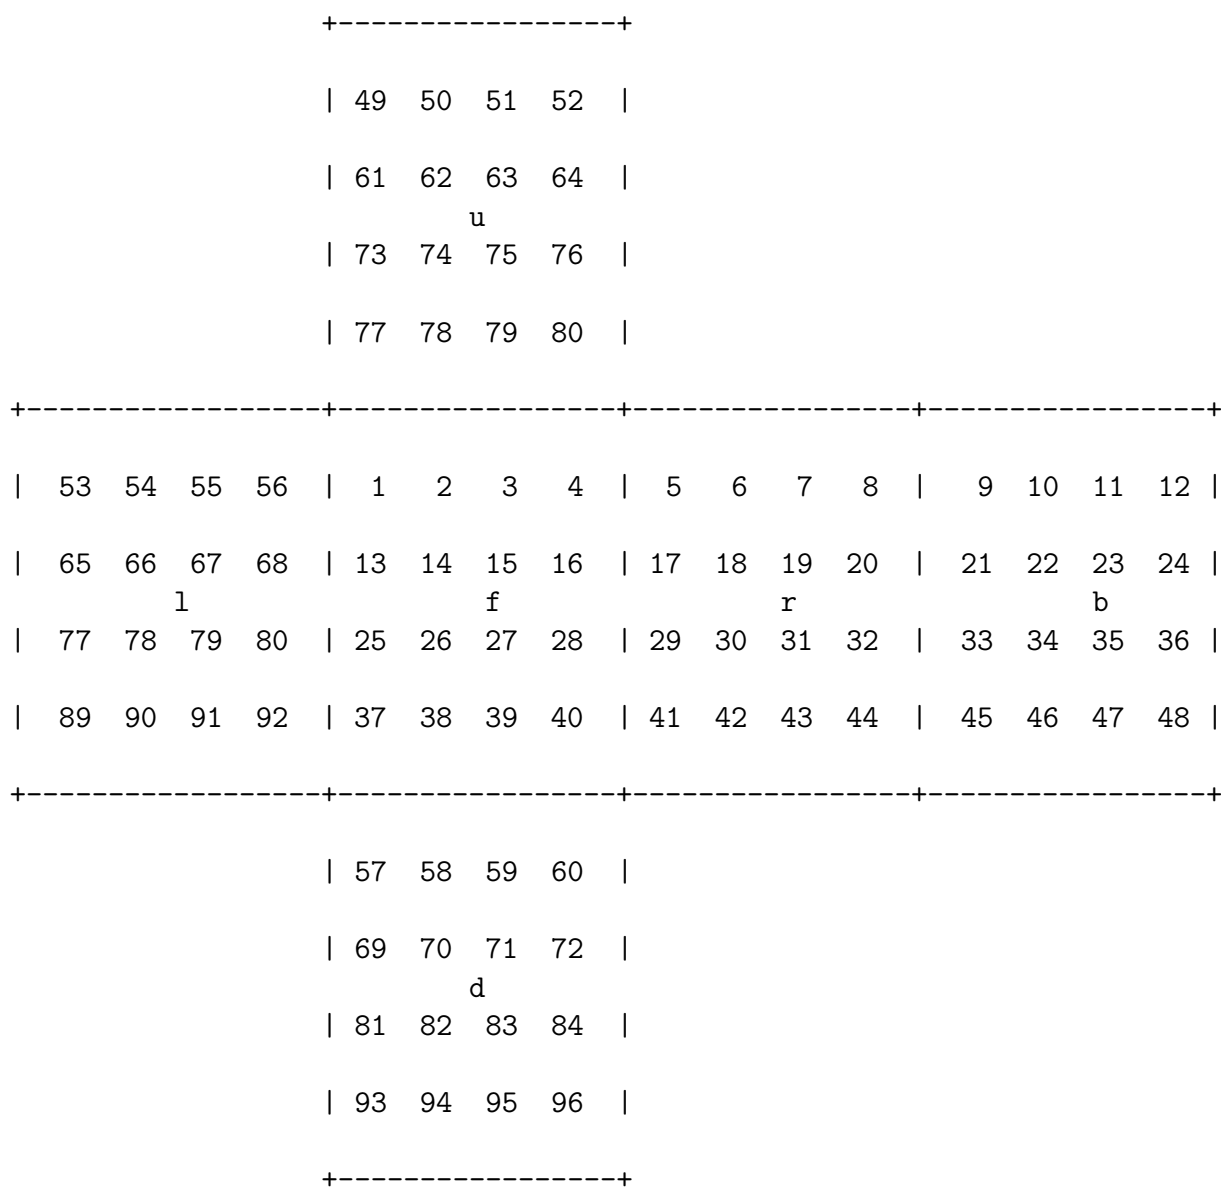 +-----------------+
| 49 50 51 52 |
| 61 62 63 64 |
u
| 73 74 75 76 |
| 77 78 79 80 |
+------------------+-----------------+----------------+----------------+
| 53 54 55 56 | 1 2 3 4 | 5 6 7 8 | 9 10 11 12 |
| 65 66 67 68 | 13 14 15 16 | 17 18 19 20 | 21 22 23 24 |
l f r b
| 77 78 79 80 | 25 26 27 28 | 29 30 31 32 | 33 34 35 36 |
| 89 90 91 92 | 37 38 39 40 | 41 42 43 44 | 45 46 47 48 |
+------------------+-----------------+----------------+----------------+
| 57 58 59 60 |
| 69 70 71 72 |
d
| 81 82 83 84 |
| 93 94 95 96 |
+-----------------+